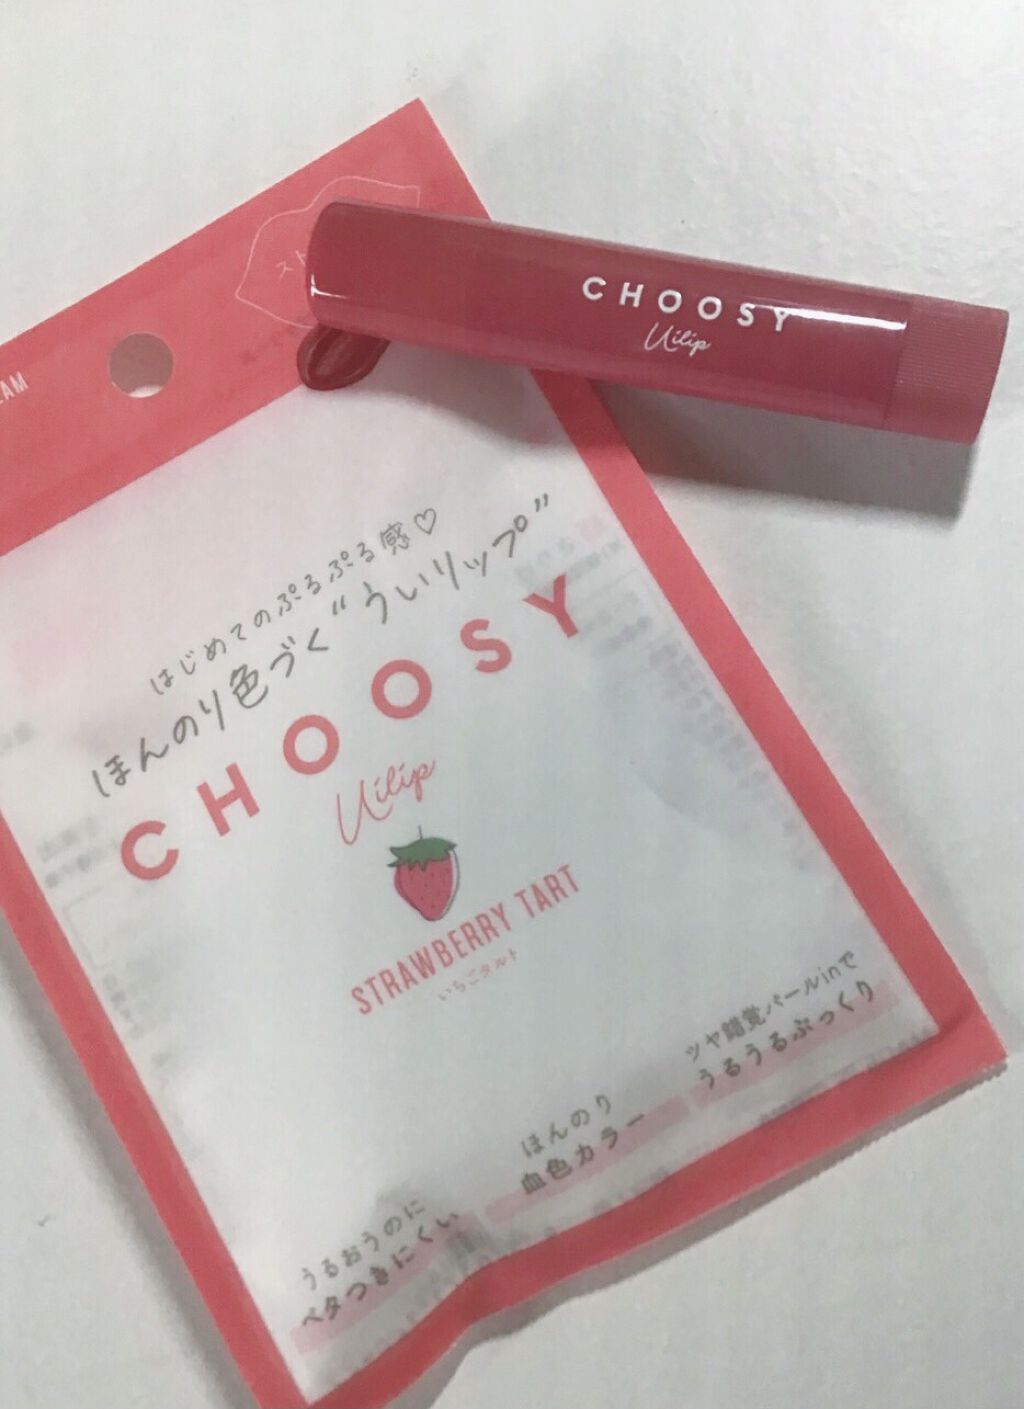 CHOOSY
Uilip
はじめてのぷるぷる感♡
ほんのり色づく“ういリップ”
CHOOSY
Uilip
STRAWBERRY TART
いちごタルト
ツヤ錯覚パールinで
うるうるぷっくり
ほんのり
血色カラー
うるおうのに
ベタつきにくい